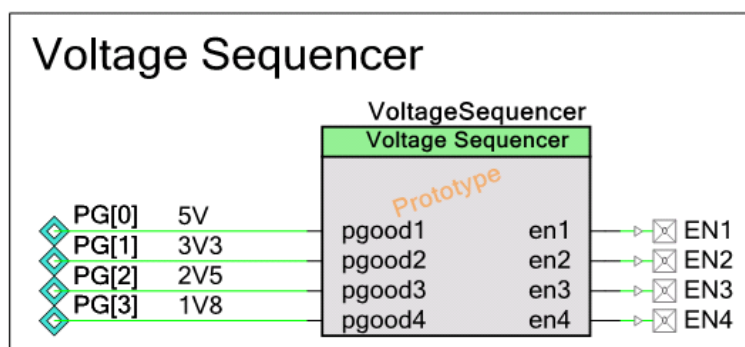 Voltage Sequencer
VoltageSequencer
Voltage Sequencer
Prototype
PG[0] 5V pgood1 en1 EN1
PG[1] 3V3 pgood2 en2 EN2
PG[2] 2V5 pgood3 en3 EN3
PG[3] 1V8 pgood4 en4 EN4